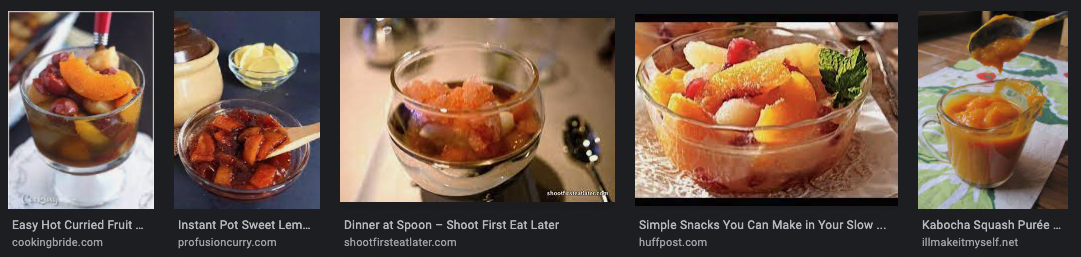 Easy Hot Curried Fruit ...
cookingbride.com
Instant Pot Sweet Lem...
profusioncurry.com
shootfirsteatlater.com
Dinner at Spoon – Shoot First Eat Later
shootfirsteatlater.com
Simple Snacks You Can Make in Your Slow ...
huffpost.com
Kabocha Squash Purée ...
illmakeitmyself.net